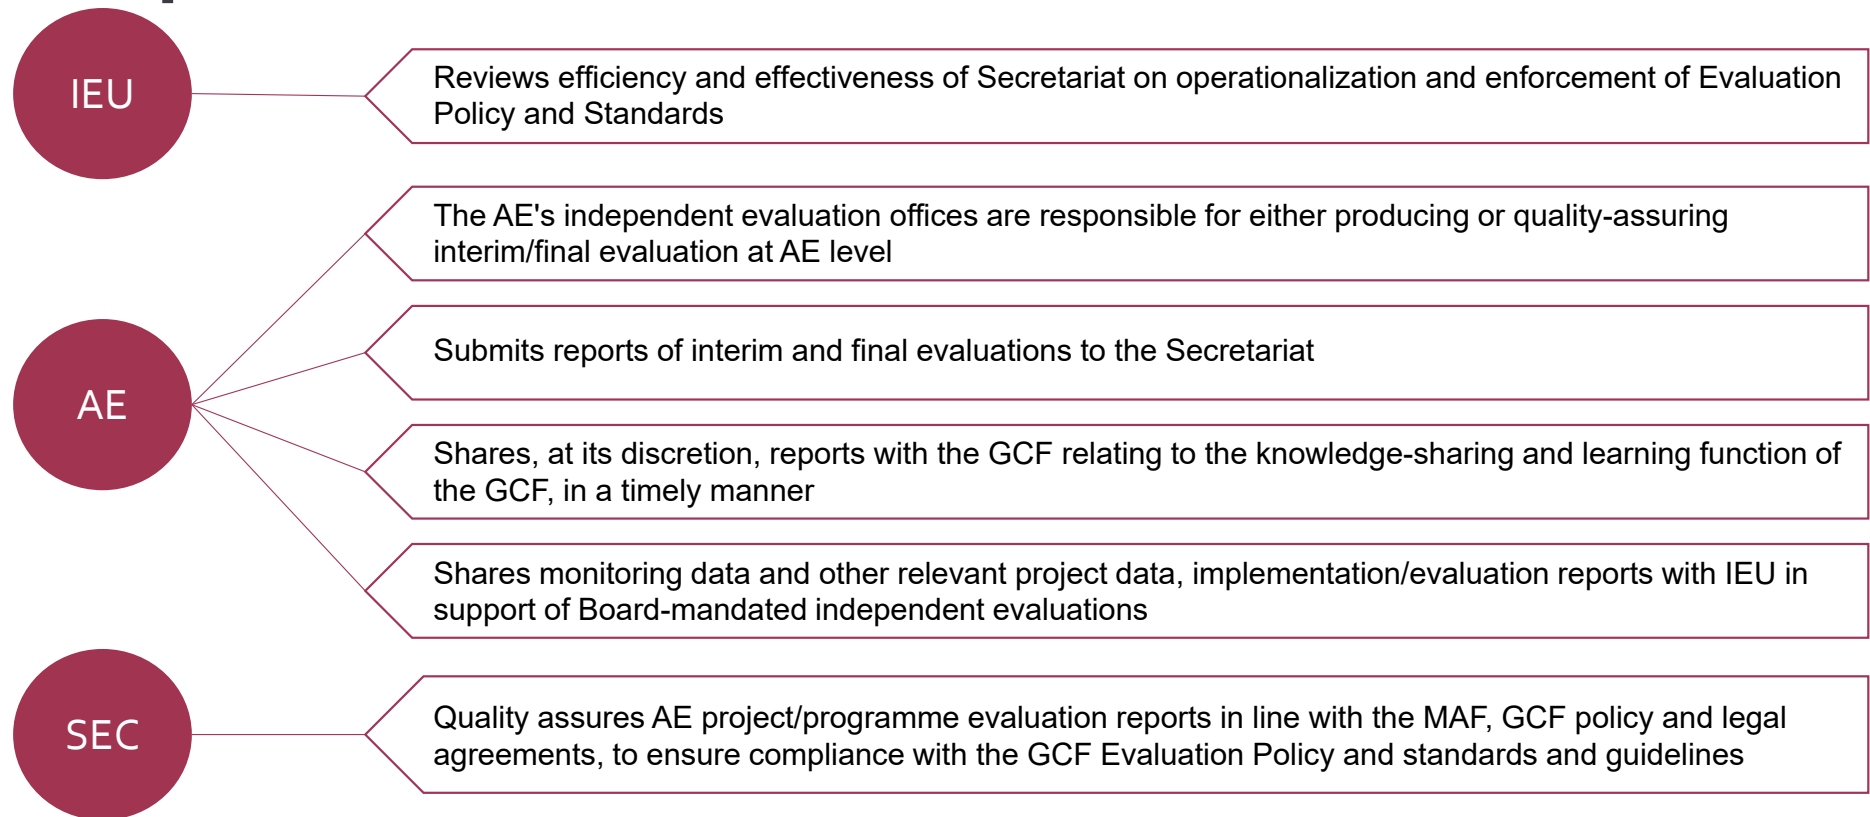 IEU
Reviews efficiency and effectiveness of Secretariat on operationalization and enforcement of Evaluation
Policy and Standards
The AE's independent evaluation offices are responsible for either producing or quality-assuring
interim/final evaluation at AE level
Submits reports of interim and final evaluations to the Secretariat
AE
Shares, at its discretion, reports with the GCF relating to the knowledge-sharing and learning function of
the GCF, in a timely manner
Shares monitoring data and other relevant project data, implementation/evaluation reports with IEU in
support of Board-mandated independent evaluations
SEC
Quality assures AE project/programme evaluation reports in line with the MAF, GCF policy and legal
agreements, to ensure compliance with the GCF Evaluation Policy and standards and guidelines